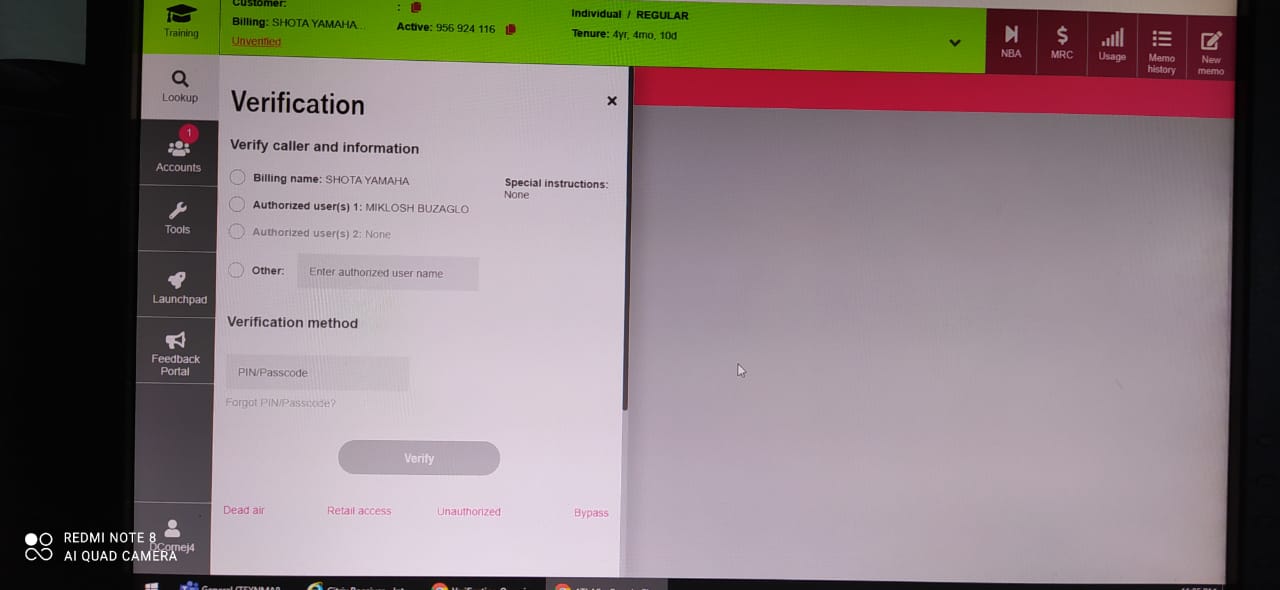 Training
Customer:
:
Billing: SHOTA YAMAHA...
Active: 956 924 116
Unverified
Individual / REGULAR
Tenure: 4yr, 4mo, 10d
NBA
MRC
Usage
Memo history
New memo
Lookup
1
Accounts
Tools
Launchpad
Feedback Portal
DCornej4
Verification
Verify caller and information
Billing name: SHOTA YAMAHA
Authorized user(s) 1: MIKLOSH BUZAGLO
Authorized user(s) 2: None
Other: Enter authorized user name
Special instructions:
None
Verification method
PIN/Passcode
Forgot PIN/Passcode?
Verify
Dead air
Retail access
Unauthorized
Bypass
REDMI NOTE 8
AI QUAD CAMERA